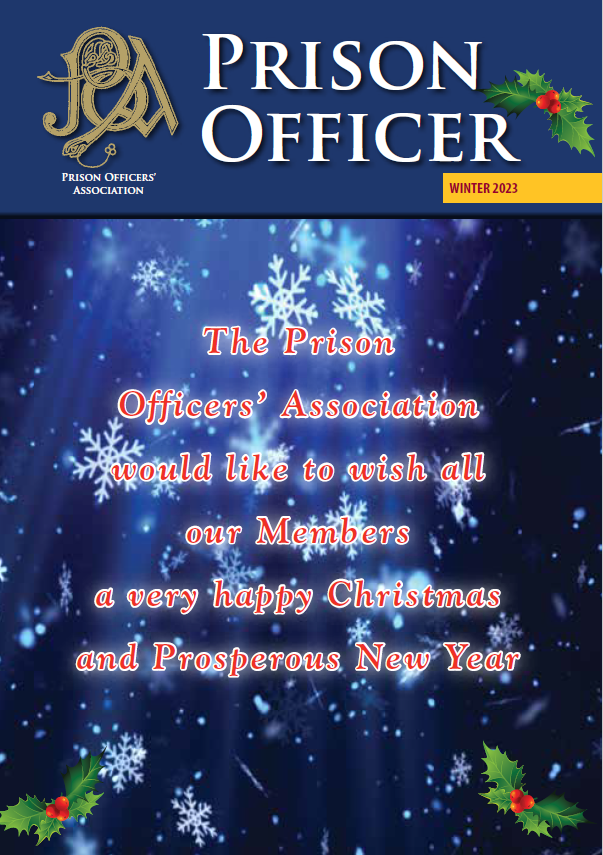 POA
PRISON
OFFICER
PRISON OFFICERS'
ASSOCIATION
WINTER 2023
The Prison
Officers' Association
would like to wish all
our Members
a very happy Christmas
and Prosperous New Year